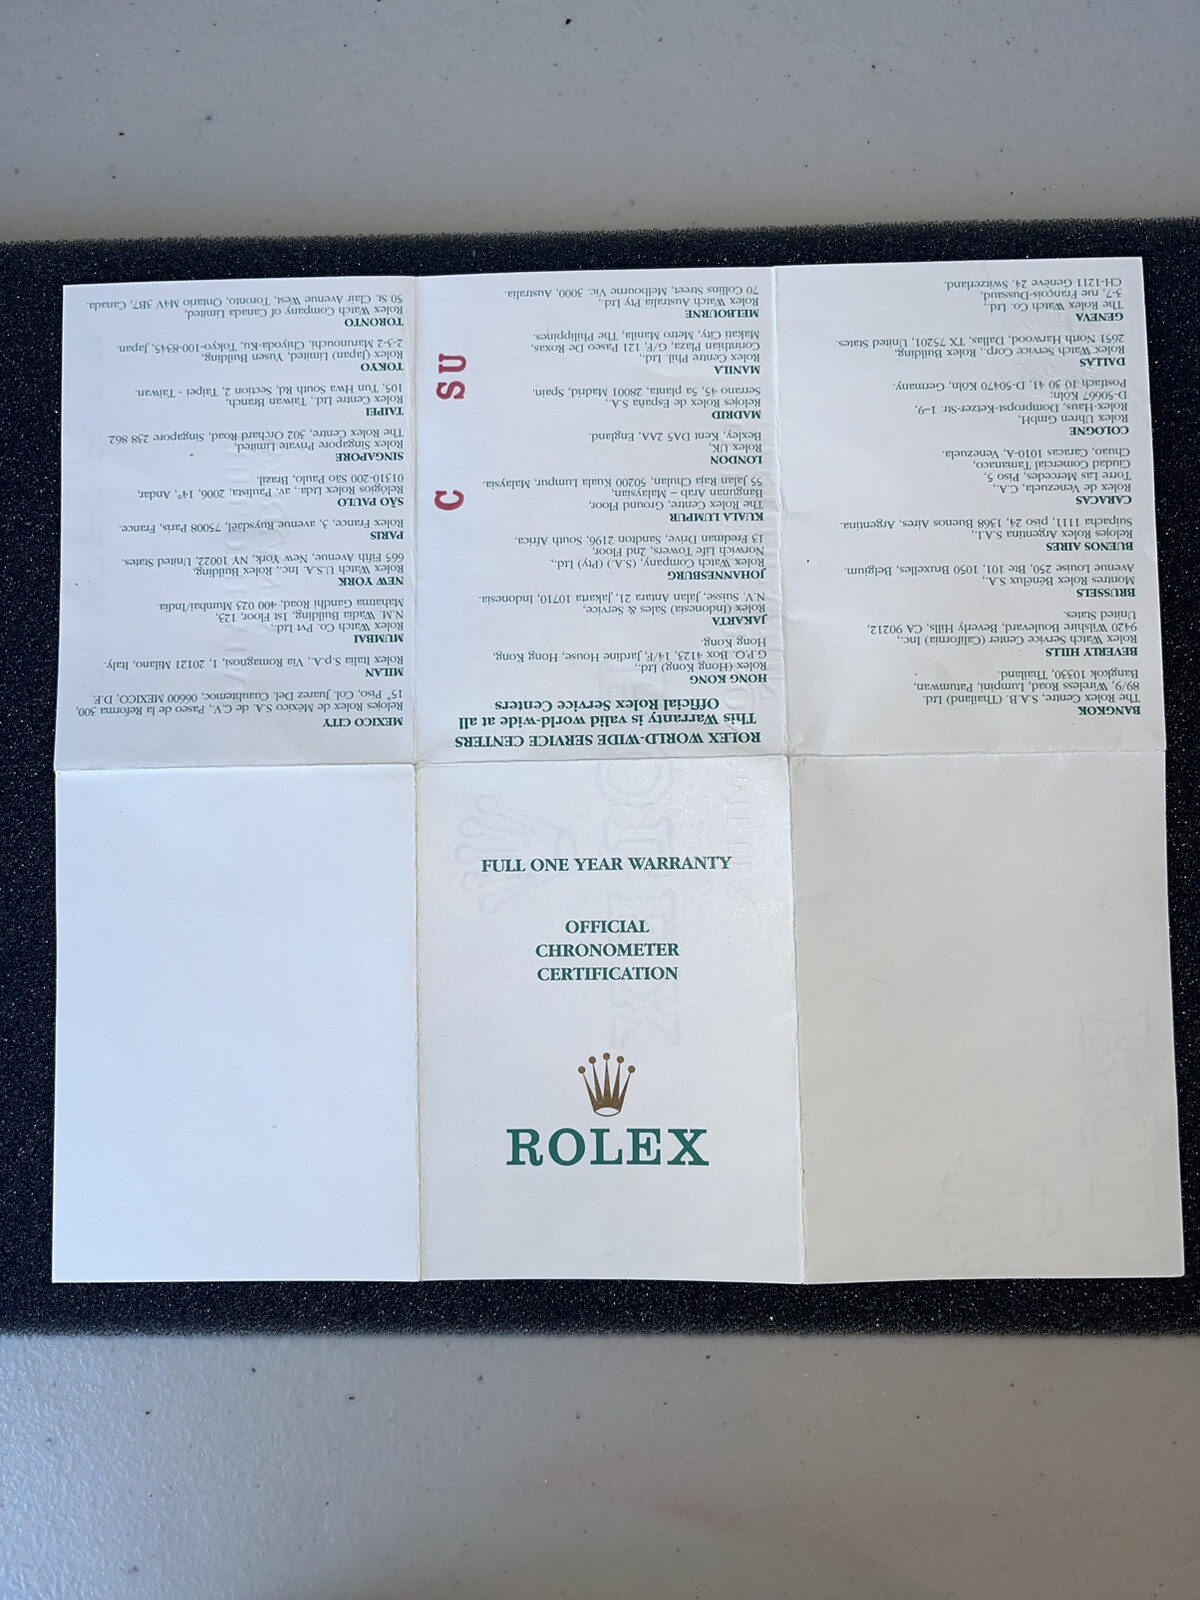 FULL ONE YEAR WARRANTY
OFFICIAL
CHRONOMETER
CERTIFICATION
ROLEX
ROLEX WORLD-WIDE SERVICE CENTERS
This Warranty is valid world-wide at all
Official Rolex Service Centers
BANGKOK
The Rolex Centre, S.A.B. (Thailand) Ltd.
89/9, Wireless Road, Lumpini, Patumwan,
Bangkok 10330, Thailand.
BEVERLY HILLS
Rolex Watch Service Center (California) Inc.,
9420 Wilshire Boulevard, Beverly Hills, CA 90212,
United States.
BRUSSELS
Montres Rolex Bénélux S.A.,
Avenue Louise 250, Bte 101, 1050 Bruxelles, Belgium.
BUENOS AIRES
Relojes Rolex Argentina S.A.I.,
Suipacha 1111, piso 24, 1368 Buenos Aires, Argentina.
CARACAS
Rolex de Venezuela, C.A.,
Torre Las Mercedes, Piso 5,
Ciudad Comercial Tamanaco,
Chuao, Caracas 1010-A, Venezuela.
COLOGNE
Rolex Uhren GmbH,
Rolex-Haus, Dompropst-Ketzer-Str. 1-9,
D-50667 Köln;
Postfach 10 30 41, D-50470 Köln, Germany.
DALLAS
Rolex Watch Service Corp., Rolex Building,
2651 North Harwood, Dallas, TX 75201, United States.
GENEVA
The Rolex Watch Co. Ltd.,
3-7, rue François-Dussaud,
CH-1211 Genève 24, Switzerland.
HONG KONG
Rolex (Hong Kong) Ltd.,
G.P.O. Box 4123, 14/F, Jardine House, Hong Kong,
Hong Kong.
JAKARTA
Rolex (Indonesia) Sales & Service,
N.V. Suisse, Jalan Antara 21, Jakarta 10710, Indonesia.
JOHANNESBURG
Rolex Watch Company, (S.A.) (Pty) Ltd.,
Norwich Life Towers, 2nd Floor,
13 Fredman Drive, Sandton 2196, South Africa.
KUALA LUMPUR
The Rolex Centre, Ground Floor,
Bangunan Arab – Malaysian,
55 Jalan Raja Chulan, 50200 Kuala Lumpur, Malaysia.
LONDON
Rolex UK,
Bexley, Kent DA5 2AA, England.
MADRID
Relojes Rolex de España S.A.,
Serrano 45, 5a planta, 28001 Madrid, Spain.
MANILA
Rolex Centre Phil. Ltd.,
Corinthian Plaza, G/F, 121 Paseo De Roxas,
Makati City, Metro Manila, The Philippines.
MELBOURNE
Rolex Watch Australia Pty Ltd.,
70 Collins Street, Melbourne Vic. 3000, Australia.
C SU
MEXICO CITY
Relojes Rolex de México S.A. de C.V., Paseo de la Reforma 300,
15° Piso, Col. Juarez Del. Cuauhtemoc, 06600 MEXICO, D.F.
MILAN
Rolex Italia S.p.A., Via Romagnosi, 1, 20121 Milano, Italy.
MUMBAI
Rolex Watch Co. Pvt Ltd.,
N.M. Wadia Building, 1st Floor, 123,
Mahatma Gandhi Road, 400 023 Mumbai/India.
NEW YORK
Rolex Watch U.S.A. Inc., Rolex Building,
665 Fifth Avenue, New York, NY 10022, United States.
PARIS
Rolex France, 3, avenue Ruysdaël, 75008 Paris, France.
SÃO PAULO
Relógios Rolex Ltda., av. Paulista, 2006, 14°, Andar,
01310-200 São Paulo, Brazil.
SINGAPORE
Rolex Singapore Private Limited,
The Rolex Centre, 302 Orchard Road, Singapore 238 862.
TAIPEI
Rolex Centre Ltd., Taiwan Branch,
105, Tun Hwa South Rd, Section 2, Taipei - Taiwan.
TOKYO
Rolex (Japan) Limited, Yusen Building,
2-3-2 Marunouchi, Chiyoda-Ku, Tokyo-100-8345, Japan.
TORONTO
Rolex Watch Company of Canada Limited,
50 St. Clair Avenue West, Toronto, Ontario M4V 3B7, Canada.